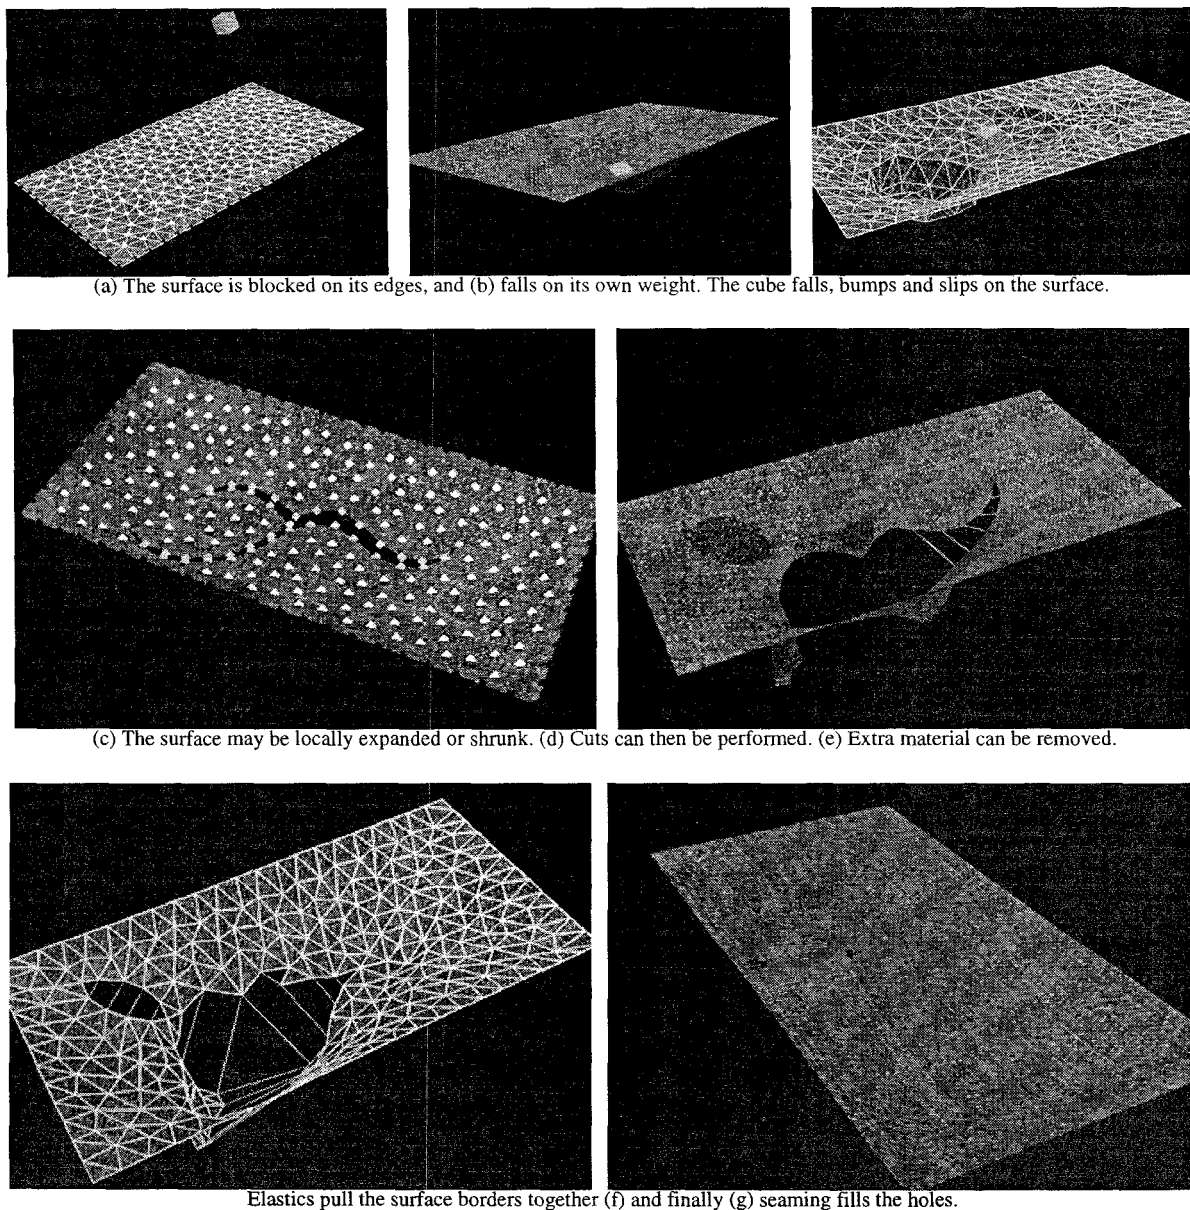 (a) The surface is blocked on its edges, and (b) falls on its own weight. The cube falls, bumps and slips on the surface.
(c) The surface may be locally expanded or shrunk. (d) Cuts can then be performed. (e) Extra material can be removed.
Elastics pull the surface borders together (f) and finally (g) seaming fills the holes.